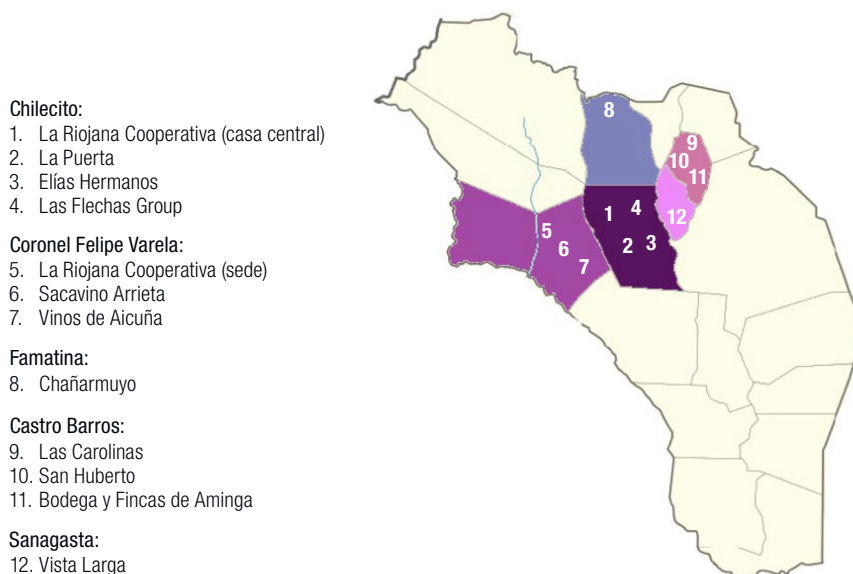 Chilecito:
1. La Riojana Cooperativa (casa central)
2. La Puerta
3. Elías Hermanos
4. Las Flechas Group
Coronel Felipe Varela:
5. La Riojana Cooperativa (sede)
6. Sacavino Arrieta
7. Vinos de Aicuña
Famatina:
8. Chañarmuyo
Castro Barros:
9. Las Carolinas
10. San Huberto
11. Bodega y Fincas de Aminga
Sanagasta:
12. Vista Larga
8
9
10
11
12
1 4
2 3
5
6
7